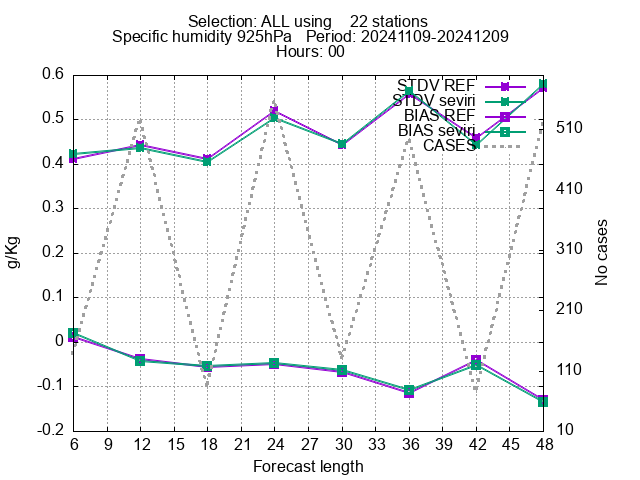 Selection: ALL using    22 stations
Specific humidity 925hPa   Period: 20241109-20241209
Hours: 00
STDV REF
STDV seviri
BIAS REF
BIAS seviri
CASES
0.6
0.5
0.4
0.3
0.2
0.1
0
-0.1
-0.2
g/Kg
510
410
310
210
110
10
No cases
6 9 12 15 18 21 24 27 30 33 36 39 42 45 48
Forecast length